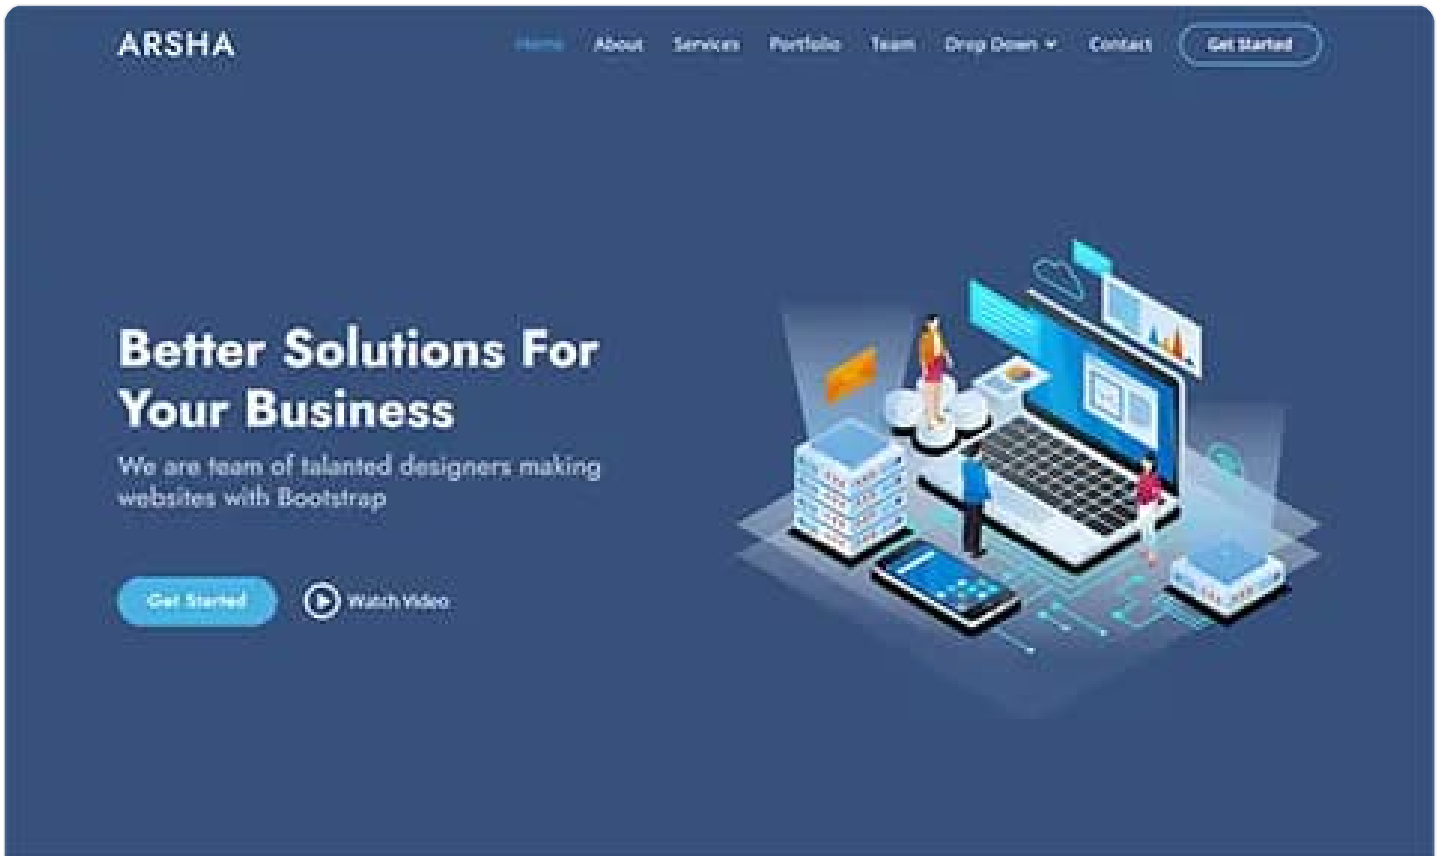 ARSHA
Home About Services Portfolio Team Drop Down Contact Get Started
Better Solutions For
Your Business
We are team of talanted designers making
websites with Bootstrap
Get Started Watch Video